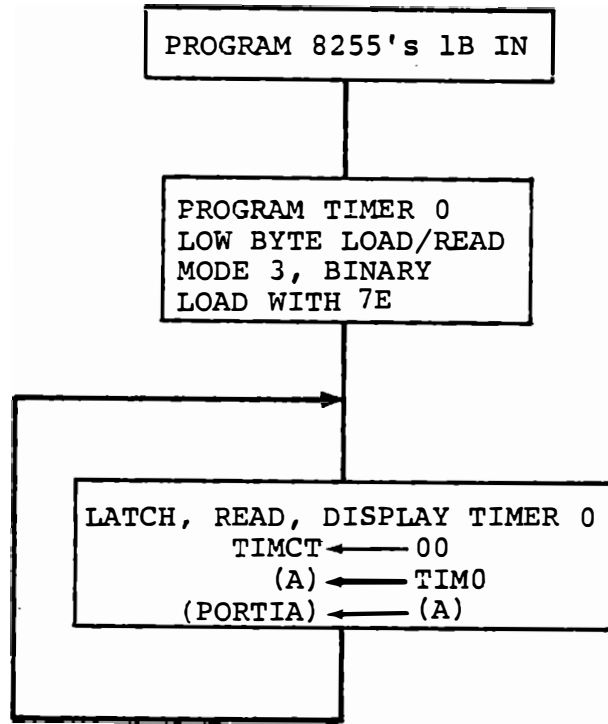 PROGRAM 8255's 1B IN
PROGRAM TIMER 0
LOW BYTE LOAD/READ
MODE 3, BINARY
LOAD WITH 7E
LATCH, READ, DISPLAY TIMER 0
TIMCT ← 00
(A) ← TIM0
(PORT1A) ← (A)